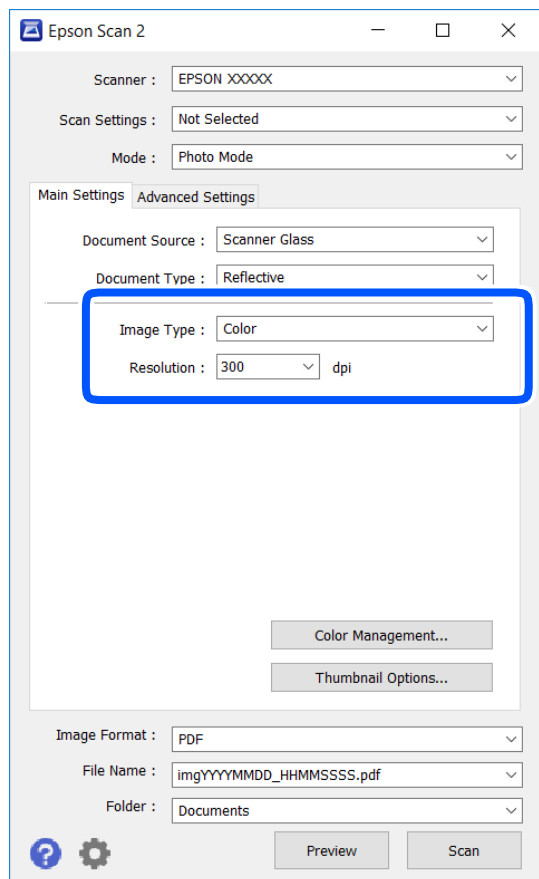 Epson Scan 2
Scanner : EPSON XXXXX
Scan Settings : Not Selected
Mode : Photo Mode
Main Settings Advanced Settings
Document Source : Scanner Glass
Document Type : Reflective
Image Type : Color
Resolution : 300 dpi
Color Management...
Thumbnail Options...
Image Format : PDF
File Name : imgYYYYMMDD_HHMMSSSS.pdf
Folder : Documents
? Preview Scan